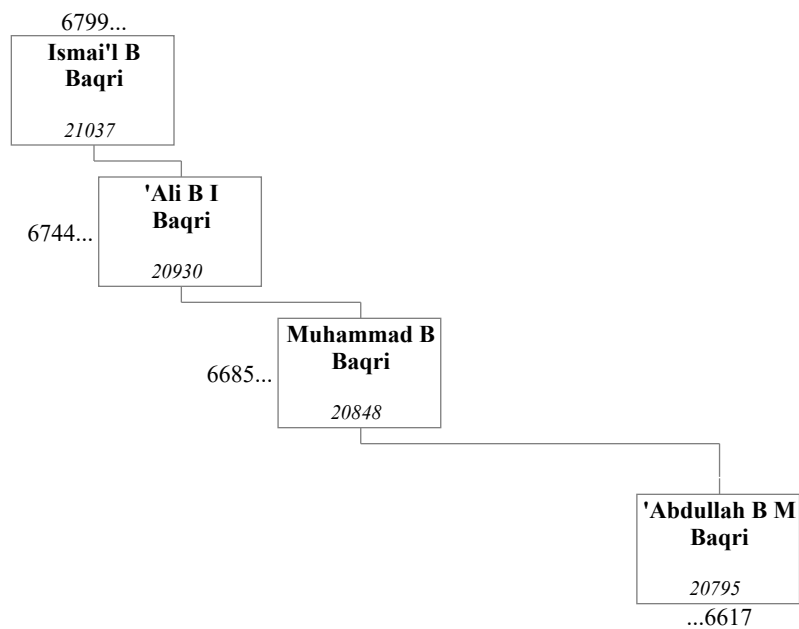 6799...
Ismai'l B
Baqri
21037
'Ali B I
Baqri
6744...
20930
Muhammad B
Baqri
6685...
20848
'Abdullah B M
Baqri
20795
...6617